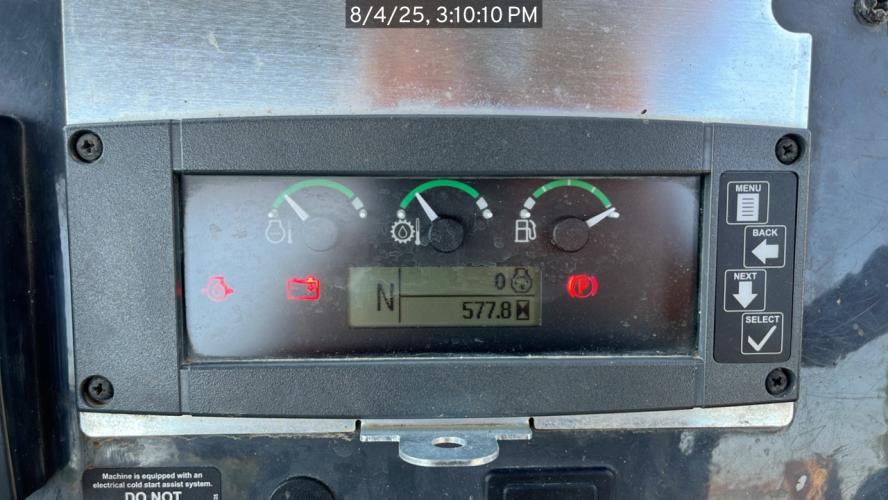 8/4/25, 3:10:10 PM
MENU
BACK
NEXT
SELECT
N
0
577.8
P
Machine is equipped with an
electrical cold start assist system.
DO NOT